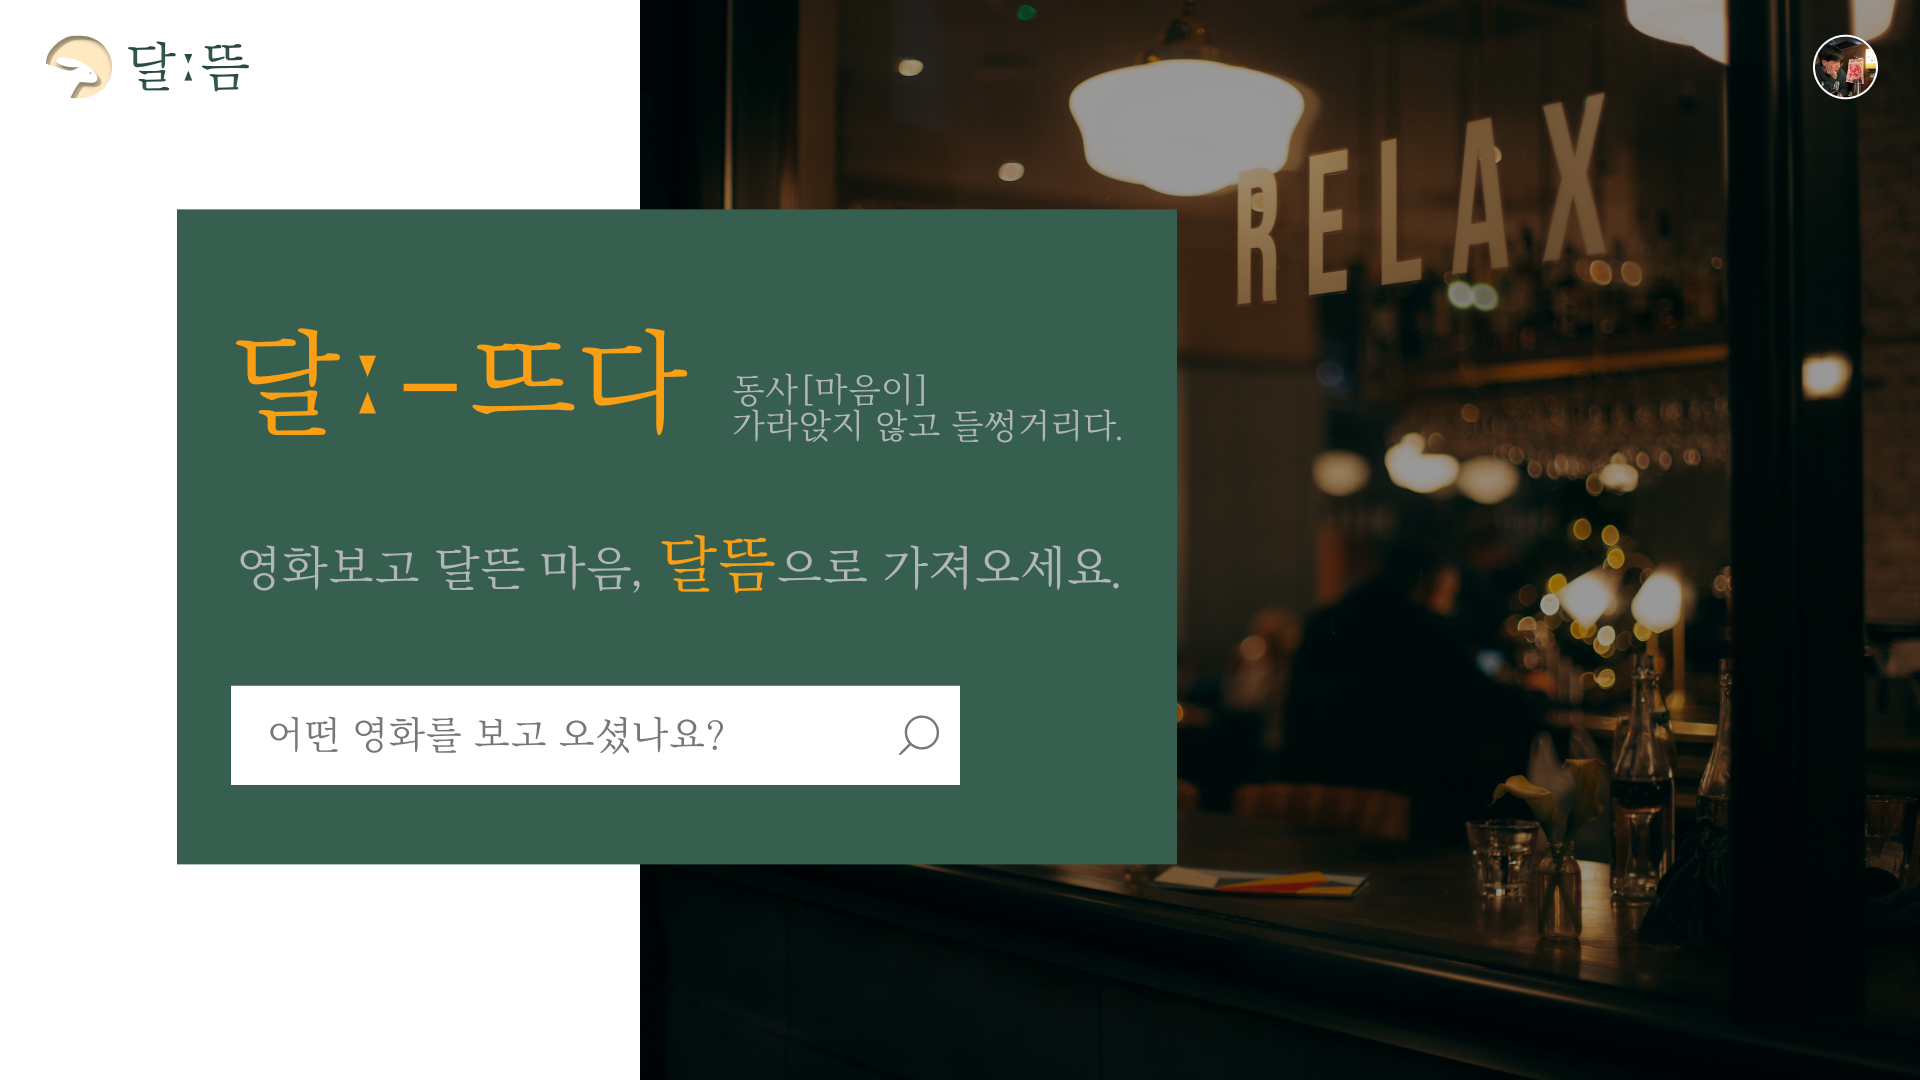 달:뜸
RELAX
달:-뜨다
동사[마음이]
가라앉지 않고 들썽거리다.
영화보고 달뜬 마음, 달뜸으로 가져오세요.
어떤 영화를 보고 오셨나요?